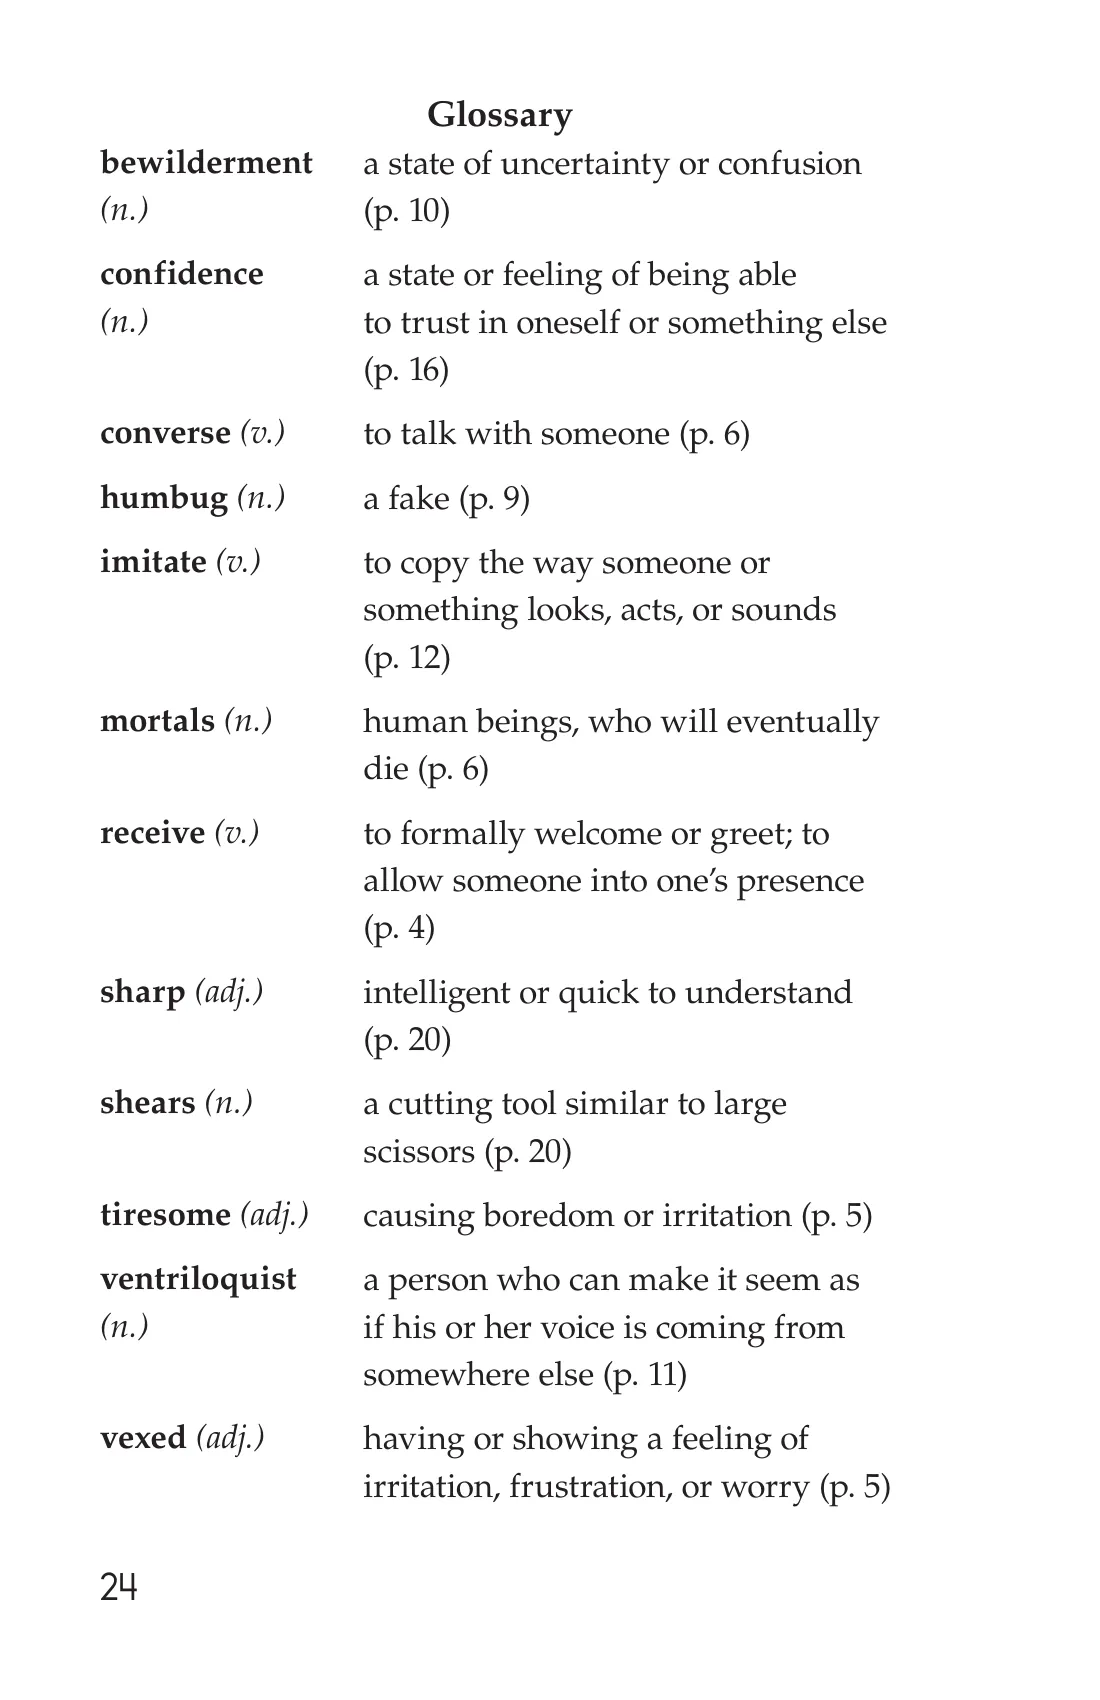 Glossary
bewilderment a state of uncertainty or confusion
(n.) (p. 10)
confidence a state or feeling of being able
(n.) to trust in oneself or something else
(p. 16)
converse (v.) to talk with someone (p. 6)
humbug (n.) a fake (p. 9)
imitate (v.) to copy the way someone or
something looks, acts, or sounds
(p. 12)
mortals (n.) human beings, who will eventually
die (p. 6)
receive (v.) to formally welcome or greet; to
allow someone into one’s presence
(p. 4)
sharp (adj.) intelligent or quick to understand
(p. 20)
shears (n.) a cutting tool similar to large
scissors (p. 20)
tiresome (adj.) causing boredom or irritation (p. 5)
ventriloquist a person who can make it seem as
(n.) if his or her voice is coming from
somewhere else (p. 11)
vexed (adj.) having or showing a feeling of
irritation, frustration, or worry (p. 5)
24